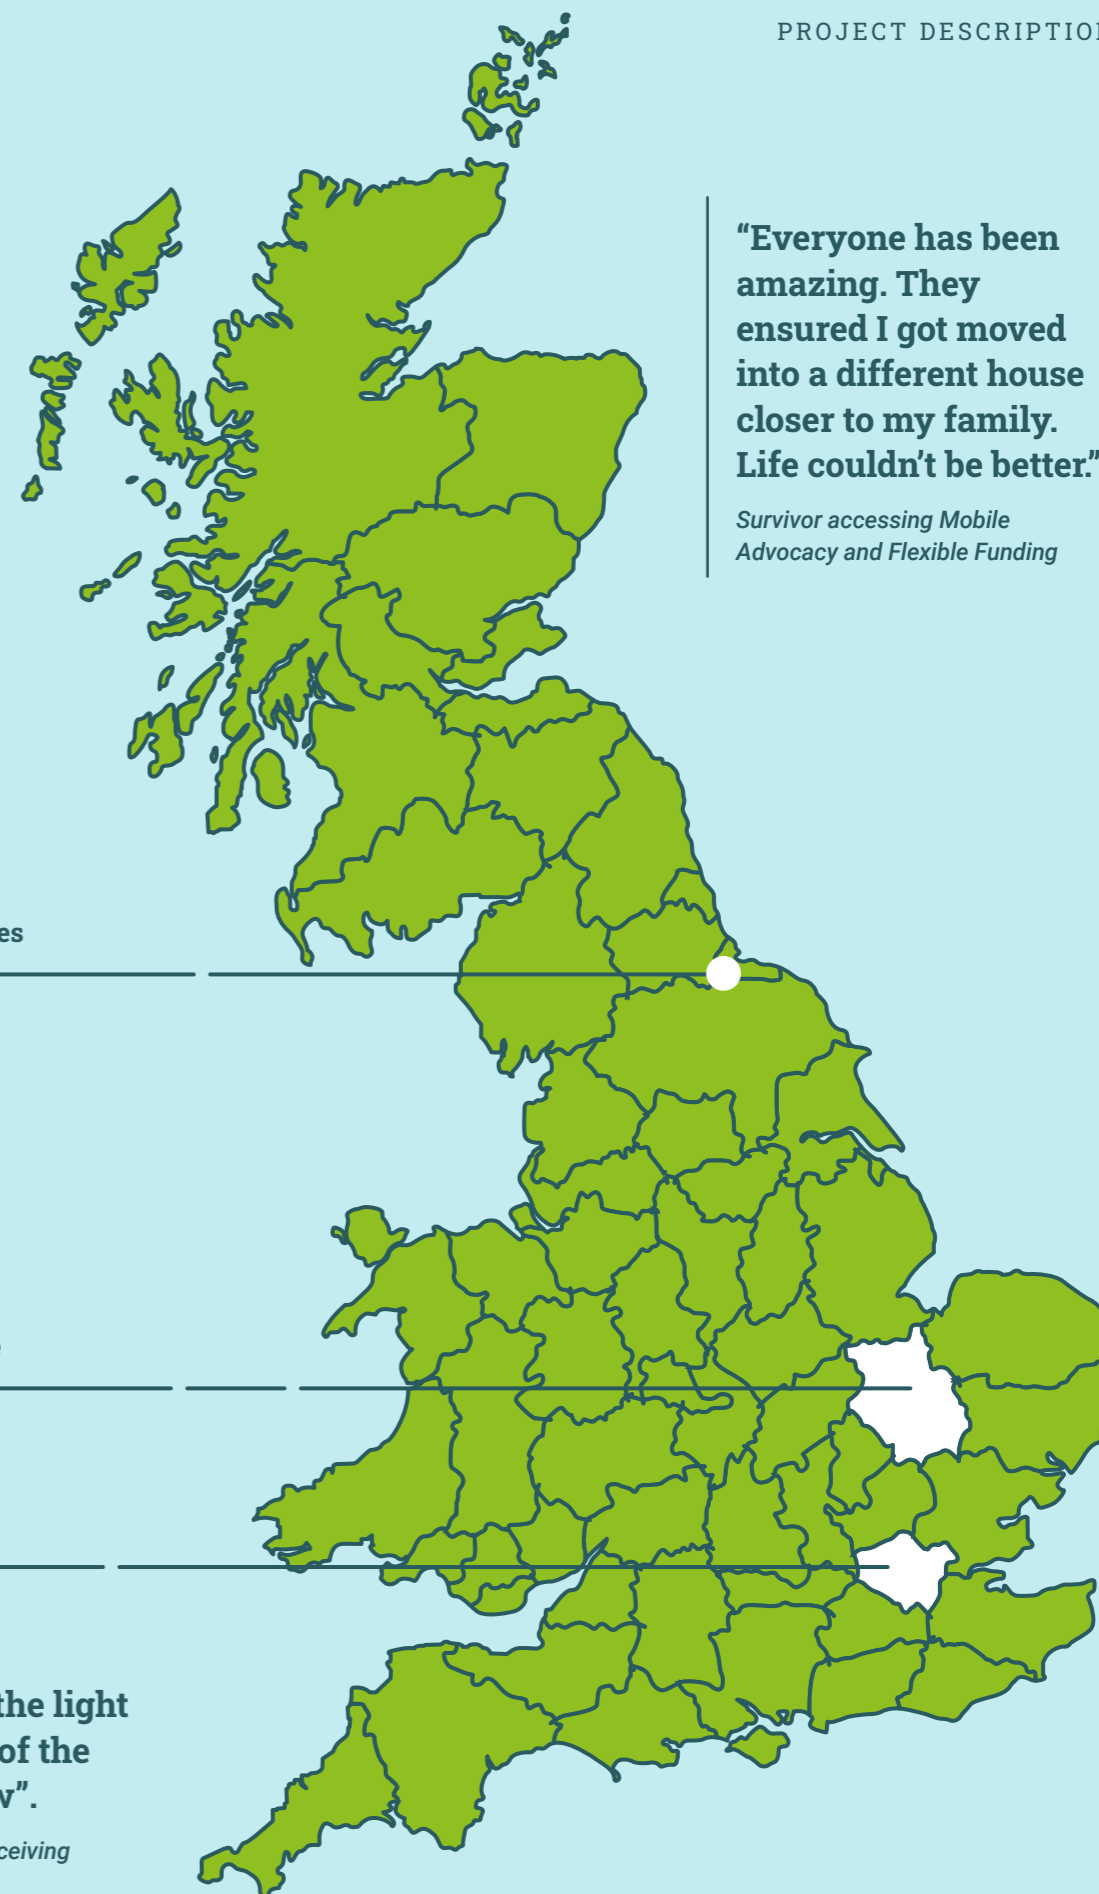 PROJECT DESCRIPTION
“Everyone has been
amazing. They
ensured I got moved
into a different house
closer to my family.
Life couldn’t be better.”
Survivor accessing Mobile
Advocacy and Flexible Funding
es
the light
of the
w”.
ceiving